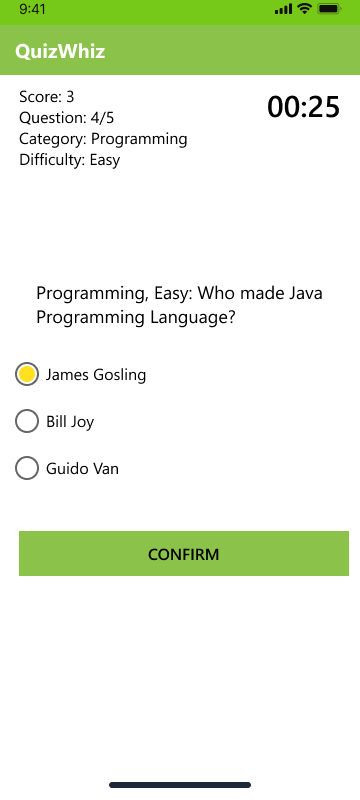 9:41
QuizWhiz
Score: 3
00:25
Question: 4/5
Category: Programming
Difficulty: Easy
Programming, Easy: Who made Java
Programming Language?
James Gosling
Bill Joy
Guido Van
CONFIRM